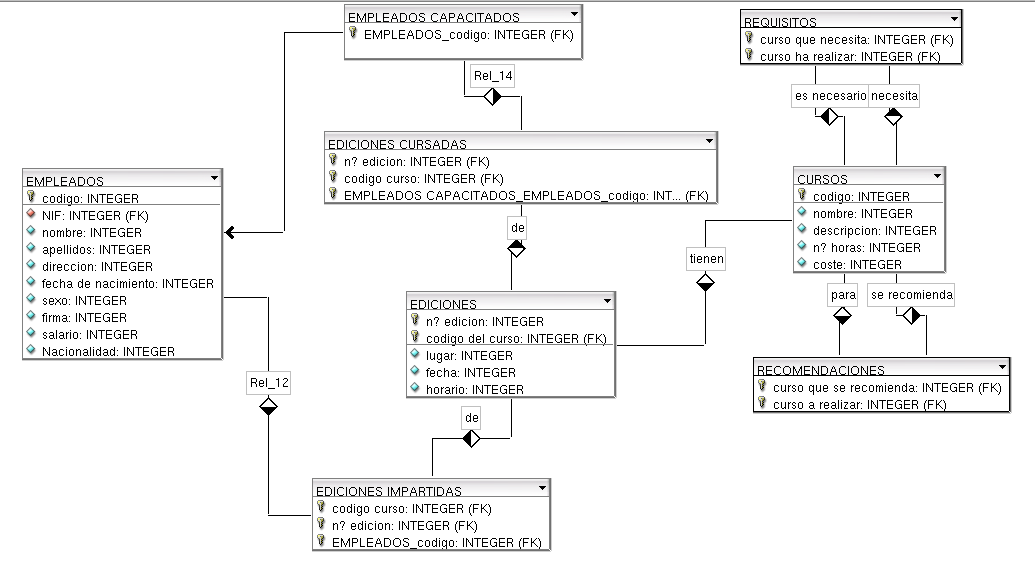 EMPLEADOS CAPACITADOS
EMPLEADOS_codigo: INTEGER (FK)
REQUISITOS
curso que necesita: INTEGER (FK)
curso ha realizar: INTEGER (FK)
Rel_14
es necesario
necesita
EDICIONES CURSADAS
n? edicion: INTEGER (FK)
codigo curso: INTEGER (FK)
EMPLEADOS CAPACITADOS_EMPLEADOS_codigo: INT... (FK)
EMPLEADOS
codigo: INTEGER
NIF: INTEGER (FK)
nombre: INTEGER
apellidos: INTEGER
direccion: INTEGER
fecha de nacimiento: INTEGER
sexo: INTEGER
firma: INTEGER
salario: INTEGER
Nacionalidad: INTEGER
CURSOS
codigo: INTEGER
nombre: INTEGER
descripcion: INTEGER
n? horas: INTEGER
coste: INTEGER
de
tienen
para
se recomienda
EDICIONES
n? edicion: INTEGER
codigo del curso: INTEGER (FK)
lugar: INTEGER
fecha: INTEGER
horario: INTEGER
RECOMENDACIONES
curso que se recomienda: INTEGER (FK)
curso a realizar: INTEGER (FK)
Rel_12
de
EDICIONES IMPARTIDAS
codigo curso: INTEGER (FK)
n? edicion: INTEGER (FK)
EMPLEADOS_codigo: INTEGER (FK)